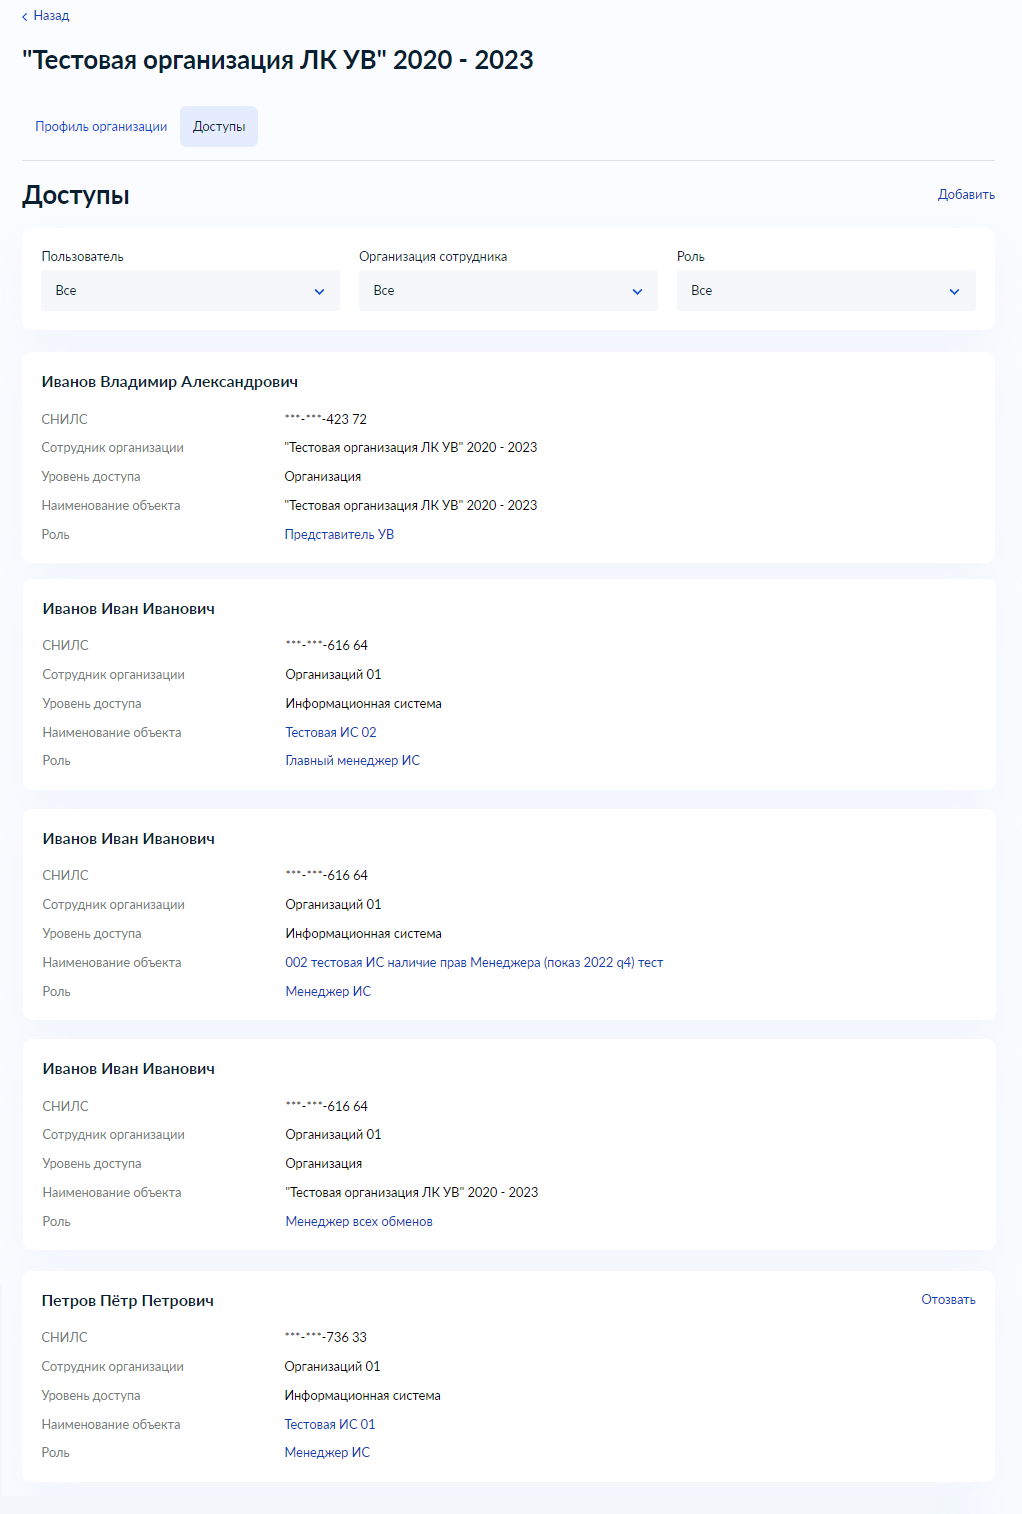 Назад
"Тестовая организация ЛК УВ" 2020 - 2023
Профиль организации Доступы
Доступы Добавить
Пользователь Организация сотрудника Роль
Все Все Все
Иванов Владимир Александрович
СНИЛС ***-***-423 72
Сотрудник организации "Тестовая организация ЛК УВ" 2020 - 2023
Уровень доступа Организация
Наименование объекта "Тестовая организация ЛК УВ" 2020 - 2023
Роль Представитель УВ
Иванов Иван Иванович
СНИЛС ***-***-616 64
Сотрудник организации Организаций 01
Уровень доступа Информационная система
Наименование объекта Тестовая ИС 02
Роль Главный менеджер ИС
Иванов Иван Иванович
СНИЛС ***-***-616 64
Сотрудник организации Организаций 01
Уровень доступа Информационная система
Наименование объекта 002 тестовая ИС наличие прав Менеджера (показ 2022 q4) тест
Роль Менеджер ИС
Иванов Иван Иванович
СНИЛС ***-***-616 64
Сотрудник организации Организаций 01
Уровень доступа Организация
Наименование объекта "Тестовая организация ЛК УВ" 2020 - 2023
Роль Менеджер всех обменов
Петров Пётр Петрович Отозвать
СНИЛС ***-***-736 33
Сотрудник организации Организаций 01
Уровень доступа Информационная система
Наименование объекта Тестовая ИС 01
Роль Менеджер ИС